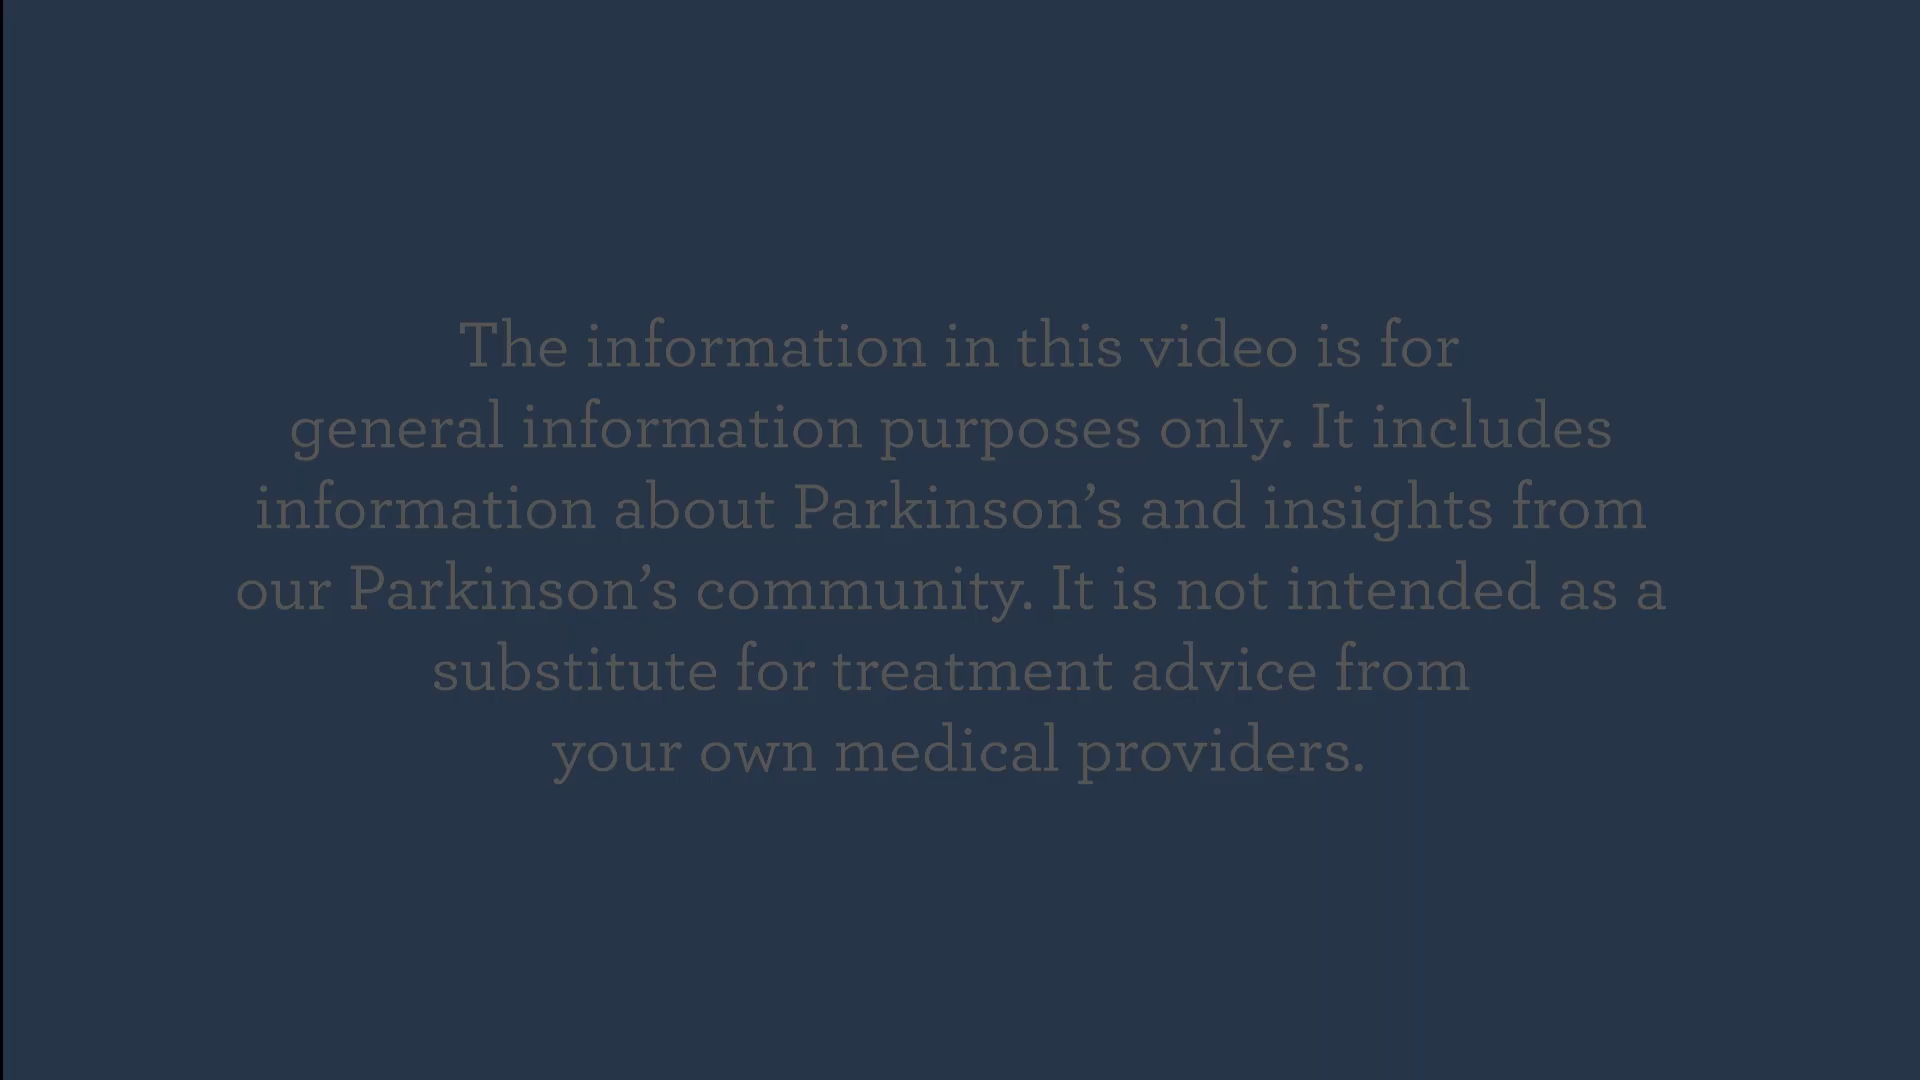 The information in this video is for
general information purposes only. It includes
information about Parkinson’s and insights from
our Parkinson’s community. It is not intended as a
substitute for treatment advice from
your own medical providers.